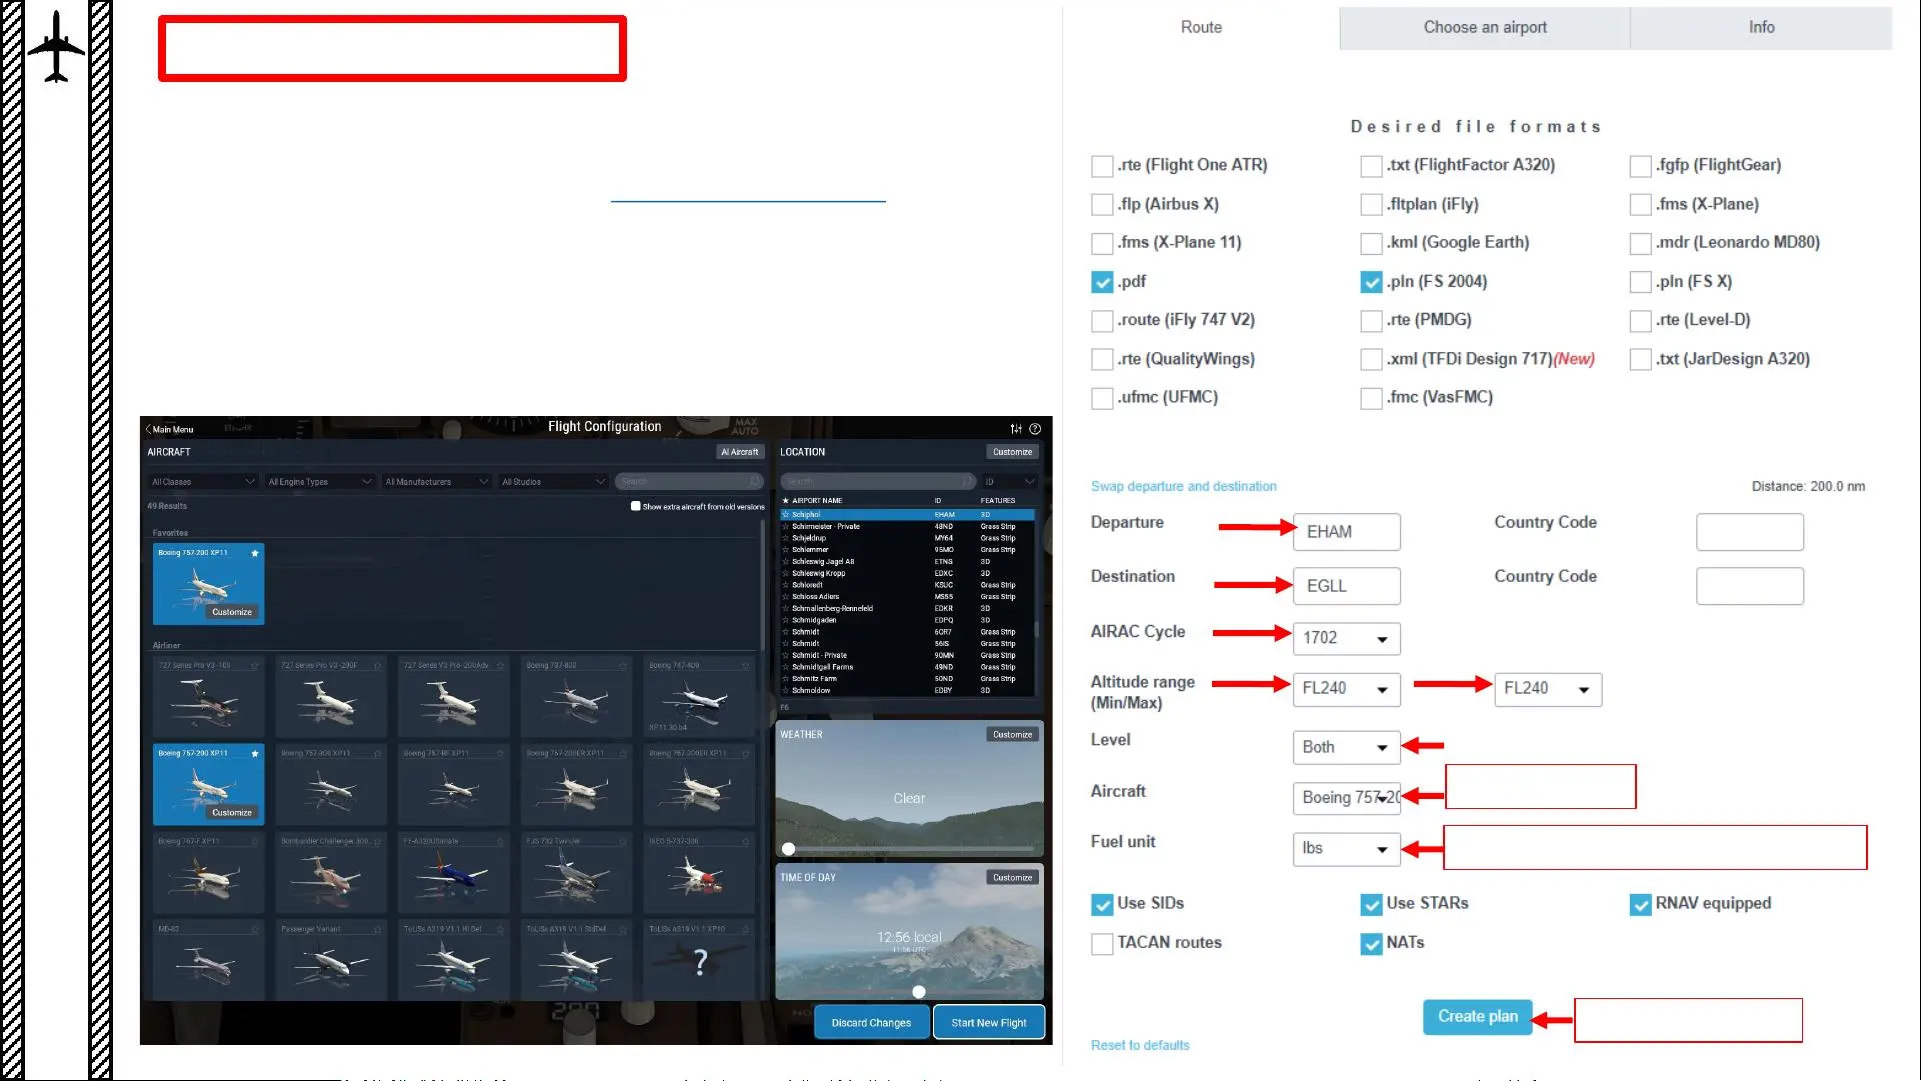 Route
Choose an airport
Info
Desired file formats
.rte (Flight One ATR)
.txt (FlightFactor A320)
.fgfp (FlightGear)
.flp (Airbus X)
.fltplan (iFly)
.fms (X-Plane)
.fms (X-Plane 11)
.kml (Google Earth)
.mdr (Leonardo MD80)
.pdf
.pln (FS 2004)
.pln (FS X)
.route (iFly 747 V2)
.rte (PMDG)
.rte (Level-D)
.rte (QualityWings)
.xml (TFDi Design 717)(New)
.txt (JarDesign A320)
.ufmc (UFMC)
.fmc (VasFMC)
Swap departure and destination
Distance: 200.0 nm
Departure
EHAM
Country Code
Destination
EGLL
Country Code
AIRAC Cycle
1702
Altitude range
(Min/Max)
FL240
FL240
Level
Both
Aircraft
Boeing 757-20
Fuel unit
lbs
Use SIDs
Use STARs
RNAV equipped
TACAN routes
NATs
Create plan
Reset to defaults
Main Menu
Flight Configuration
MAX
AUTO
AIRCRAFT
AI Aircraft
All Classes
All Engine Types
All Manufacturers
All Studios
Search
49 Results
Show extra aircraft from old versions
Favorites
Boeing 757-200 XP11
Customize
Airliner
727 Series Pro V3 -100
727 Series Pro V3 -200F
727 Series V3 Pro -200Adv
Boeing 737-800
Boeing 747-400
XP11:30 b4
Boeing 757-200 XP11
Customize
Boeing 757-300 XP11
Boeing 757-RF XP11
Boeing 767-200ER XP11
Boeing 767-300ER XP11
Boeing 767-F XP11
Bombardier Challenger 300
FF-A320Ultimate
FJS 732 TwinJet
IXEG B-737-300
MD-82
Passenger Variant
ToLiSs A319 V1.1 Hi Def
ToLiSs A319 V1.1 StdDef
ToLiSs A319 V1.1 XP10
?
LOCATION
Customize
Search
ID
AIRPORT NAME ID FEATURES
Schiphol EHAM 3D
Schirmeister - Private 48ND Grass Strip
Schjeldrup MY64 Grass Strip
Schlemmer 95MO Grass Strip
Schleswig Jagel AB ETNS 3D
Schleswig Kropp EDXC 3D
Schloredt KSUC Grass Strip
Schloss Adlers MS55 Grass Strip
Schmallenberg-Rennefeld EDKR 3D
Schmidgaden EDPQ 3D
Schmidt 6OR7 Grass Strip
Schmidt 56IS Grass Strip
Schmidt - Private 90MN Grass Strip
Schmidtgall Farms 49ND Grass Strip
Schmitz Farm 50ND Grass Strip
Schmoldow EDBY 3D
F6
WEATHER
Customize
Clear
TIME OF DAY
Customize
12:56 local
11:56 UTC
Discard Changes
Start New Flight